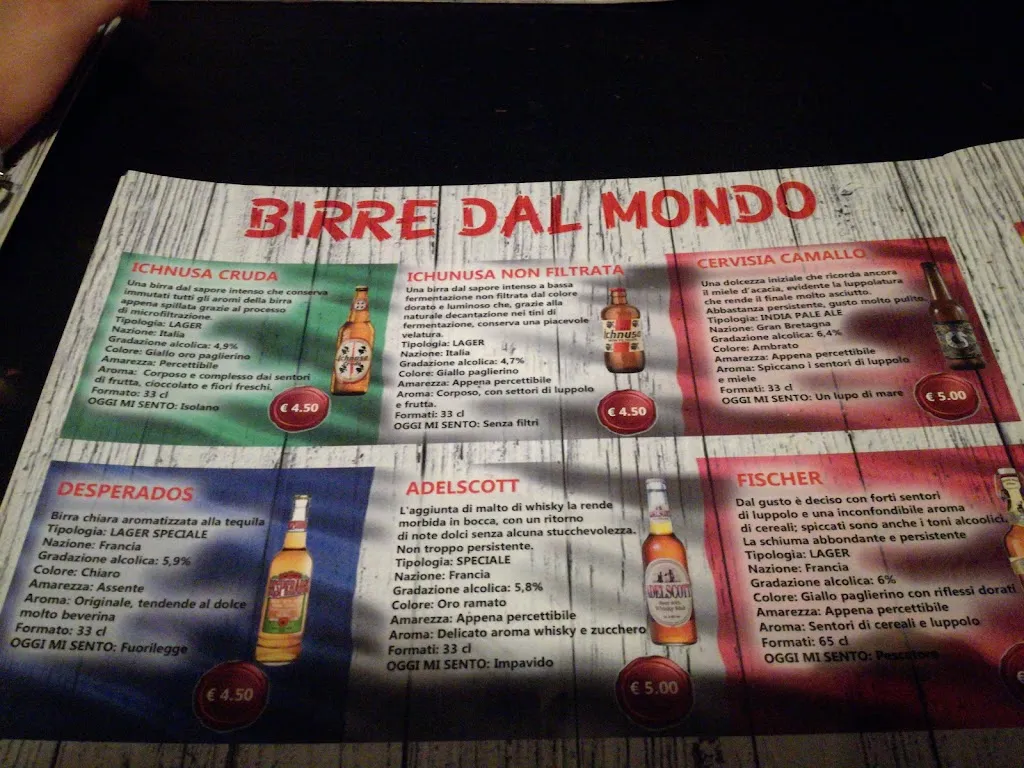 BIRRE DAL MONDO
ICHNUSA CRUDA
Una birra dal sapore intenso che conserva
immutati tutti gli aromi della birra
appena spillata grazie al processo
di microfiltrazione.
Tipologia: LAGER
Nazione: Italia
Gradazione alcolica: 4,9%
Colore: Giallo oro paglierino
Amarezza: Percettibile
Aroma: Corposo e complesso dai sentori
di frutta, cioccolato e fiori freschi.
Formato: 33 cl
OGGI MI SENTO: Isolano
Ichnusa
€ 4.50
ICHUNUSA NON FILTRATA
Una birra dal sapore intenso a bassa
fermentazione non filtrata dal colore
dorato e luminoso che, grazie alla
naturale decantazione nei tini di
fermentazione, conserva una piacevole
velatura.
Tipologia: LAGER
Nazione: Italia
Gradazione alcolica: 4,7%
Colore: Giallo paglierino
Amarezza: Appena percettibile
Aroma: Corposo, con settori di luppolo
e frutta.
Formati: 33 cl
OGGI MI SENTO: Senza filtri
Ichnusa
€ 4.50
CERVISIA CAMALLO
Una dolcezza iniziale che ricorda ancora
il miele d'acacia, evidente la luppolatura
che rende il finale molto asciutto.
Abbastanza persistente, gusto molto pulito.
Tipologia: INDIA PALE ALE
Nazione: Gran Bretagna
Gradazione alcolica: 6,4%
Colore: Ambrato
Amarezza: Appena percettibile
Aroma: Spiccano i sentori di luppolo
e miele
Formati: 33 cl
OGGI MI SENTO: Un lupo di mare
€ 5.00
DESPERADOS
Birra chiara aromatizzata alla tequila
Tipologia: LAGER SPECIALE
Nazione: Francia
Gradazione alcolica: 5,9%
Colore: Chiaro
Amarezza: Assente
Aroma: Originale, tendende al dolce
molto beverina
Formato: 33 cl
OGGI MI SENTO: Fuorilegge
€ 4.50
ADELSCOTT
L'aggiunta di malto di whisky la rende
morbida in bocca, con un ritorno
di note dolci senza alcuna stucchevolezza.
Non troppo persistente.
Tipologia: SPECIALE
Nazione: Francia
Gradazione alcolica: 5,8%
Colore: Oro ramato
Amarezza: Appena percettibile
Aroma: Delicato aroma whisky e zucchero
Formati: 33 cl
OGGI MI SENTO: Impavido
ADELSCOTT
€ 5.00
FISCHER
Dal gusto è deciso con forti sentori
di luppolo e una inconfondibile aroma
di cereali; spiccati sono anche i toni alcoolici.
La schiuma abbondante e persistente
Tipologia: LAGER
Nazione: Francia
Gradazione alcolica: 6%
Colore: Giallo paglierino con riflessi dorati
Amarezza: Appena percettibile
Aroma: Sentori di cereali e luppolo
Formati: 65 cl
OGGI MI SENTO: Pescatore
€